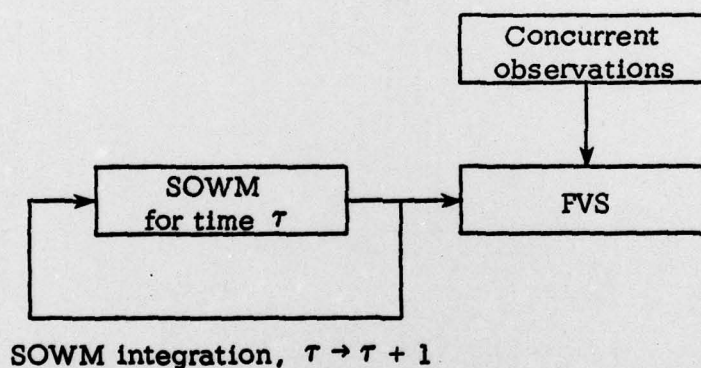 Concurrent
observations
SOWM
for time τ
FVS
SOWM integration, τ → τ + 1